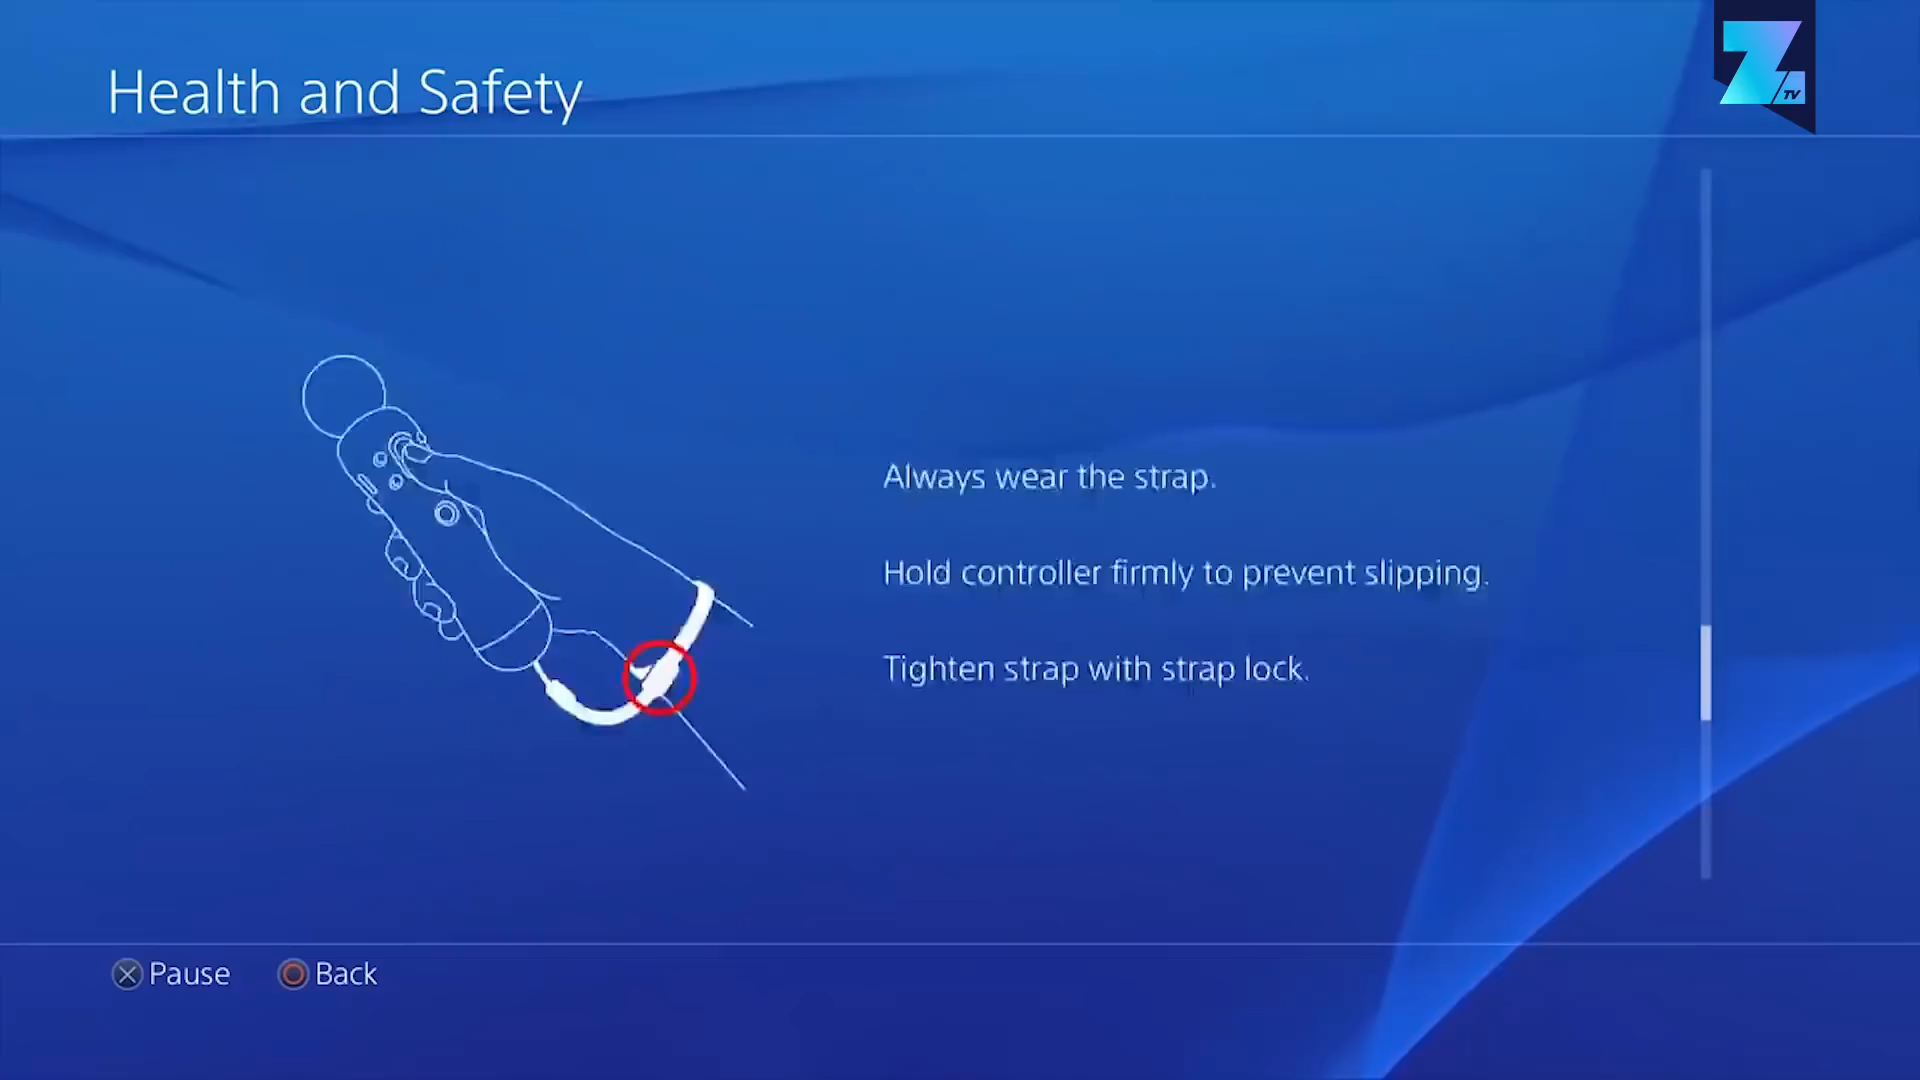 Health and Safety
Z TV
Always wear the strap.
Hold controller firmly to prevent slipping.
Tighten strap with strap lock.
Pause
Back